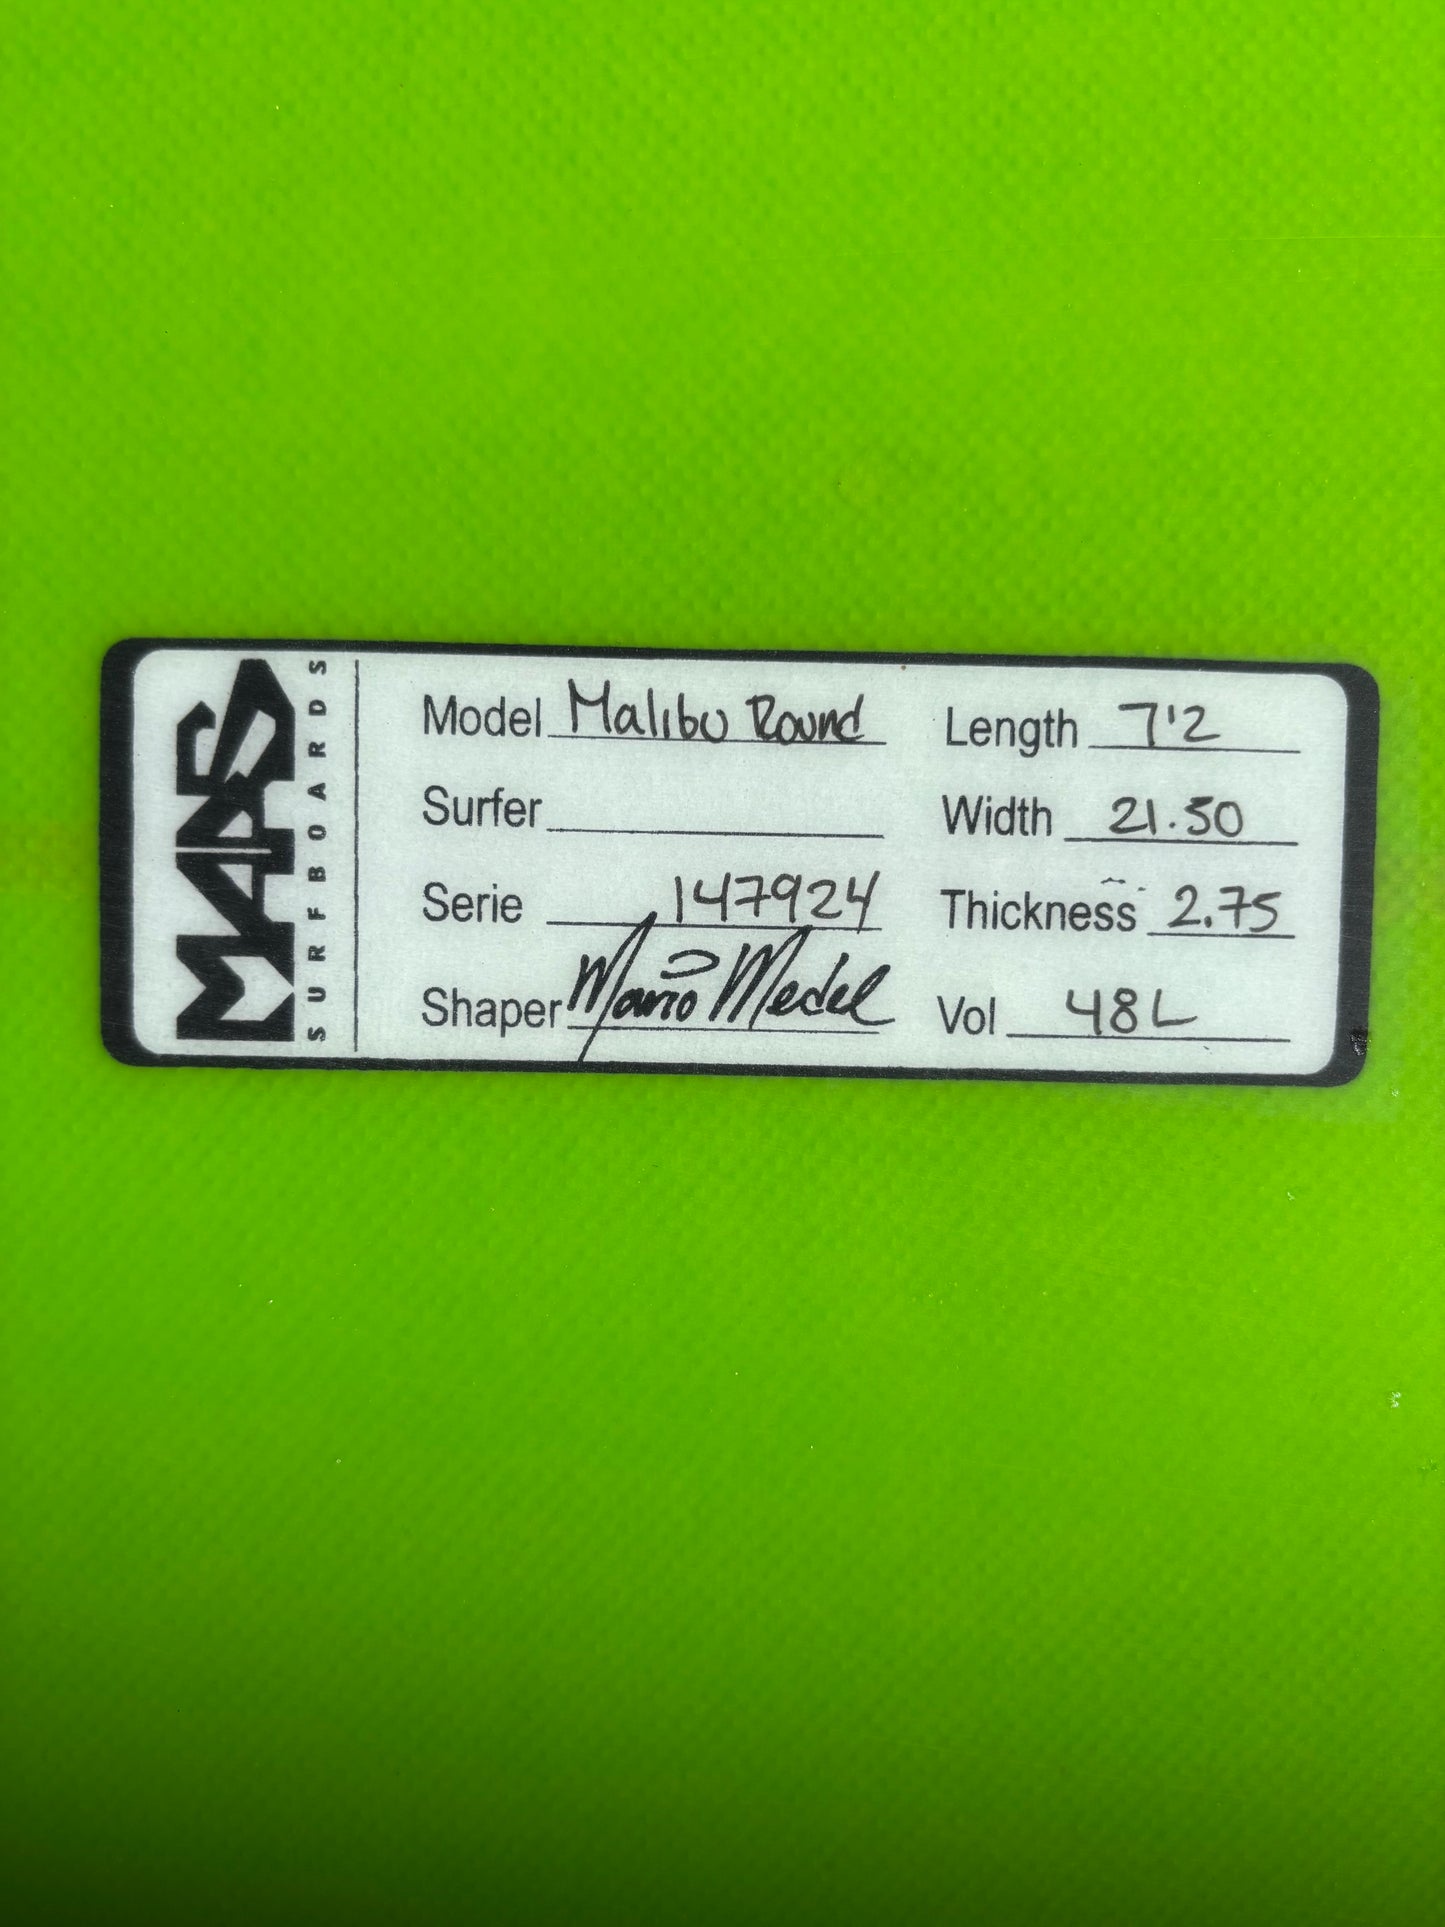 MANS
SURFBOARDS
Model Malibu Round
Surfer
Serie 147924
Shaper Mario Medel
Length 7'2
Width 21.50
Thickness 2.75
Vol 48L